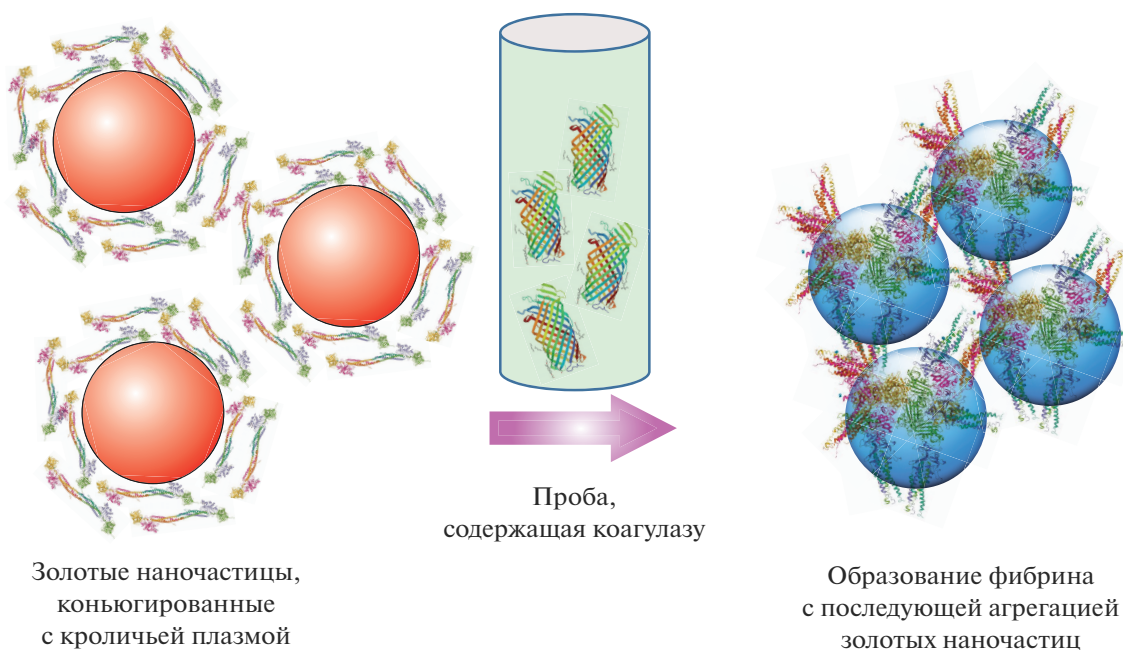 Проба,
содержащая коагулазу
Золотые наночастицы,
коньюгированные
с кроличьей плазмой
Образование фибрина
с последующей агрегацией
золотых наночастиц